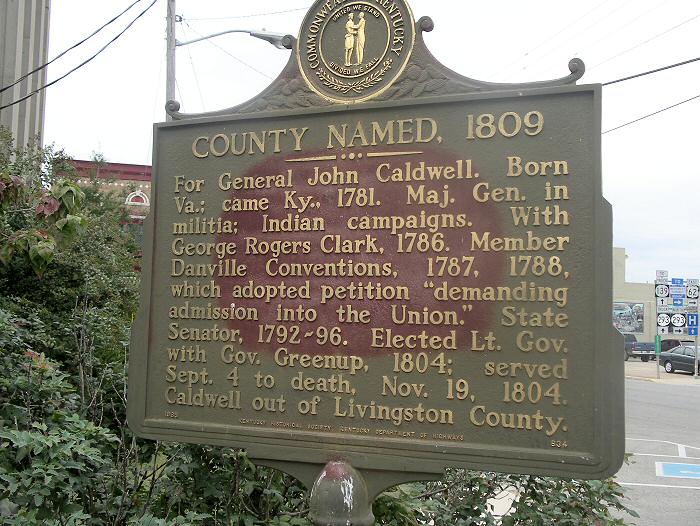 COMMONWEALTH OF KENTUCKY
UNITED WE STAND
DIVIDED WE FALL
COUNTY NAMED, 1809
For General John Caldwell. Born
Va.; came Ky., 1781. Maj. Gen. in
militia; Indian campaigns. With
George Rogers Clark, 1786. Member
Danville Conventions, 1787, 1788,
which adopted petition "demanding
admission into the Union." State
Senator, 1792-96. Elected Lt. Gov.
with Gov. Greenup, 1804; served
Sept. 4 to death, Nov. 19, 1804.
Caldwell out of Livingston County.
KENTUCKY HISTORICAL SOCIETY, KENTUCKY DEPARTMENT OF HIGHWAYS
934
139
62
293
293
H